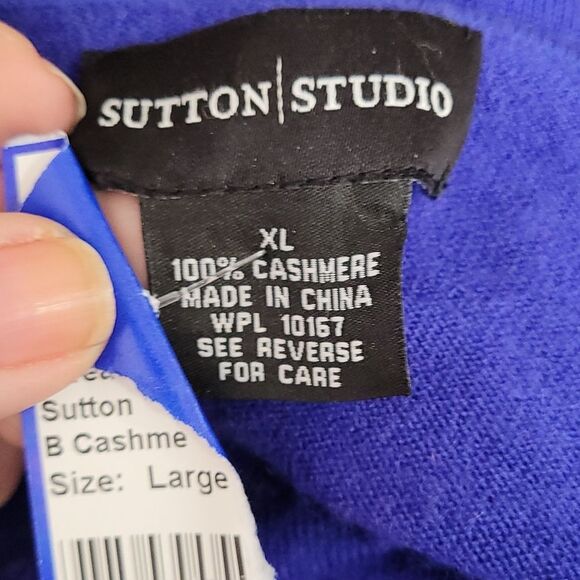 SUTTON|STUDIO
XL
100% CASHMERE
MADE IN CHINA
WPL 10167
SEE REVERSE
FOR CARE
Sutton
B Cashme
Size: Large